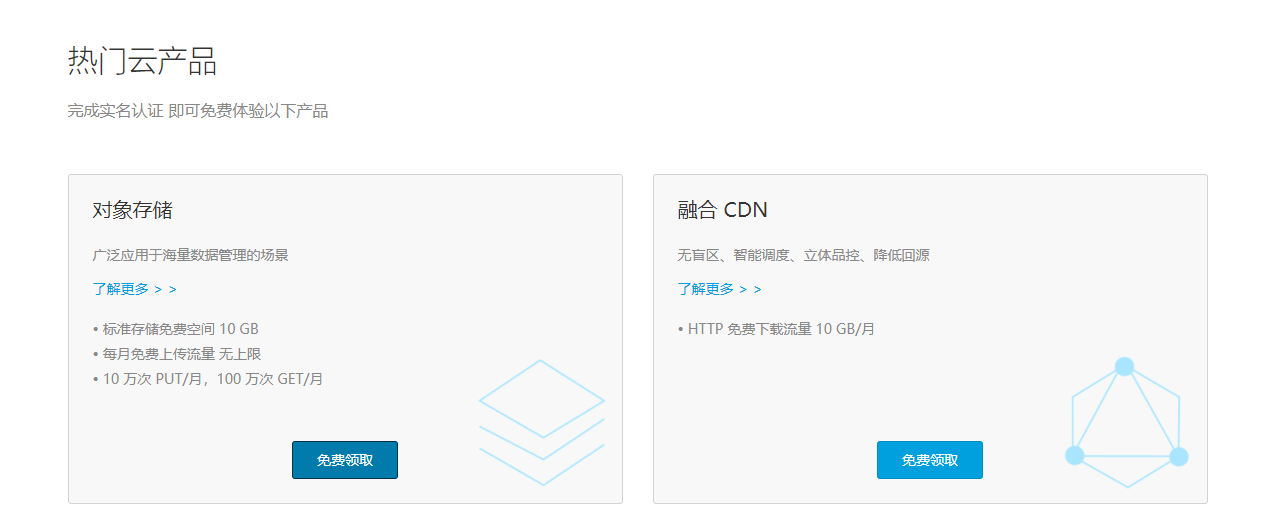 热门云产品
完成实名认证 即可免费体验以下产品
对象存储
广泛应用于海量数据管理的场景
了解更多 > >
• 标准存储免费空间 10 GB
• 每月免费上传流量 无上限
• 10 万次 PUT/月，100 万次 GET/月
免费领取
融合 CDN
无盲区、智能调度、立体品控、降低回源
了解更多 > >
• HTTP 免费下载流量 10 GB/月
免费领取